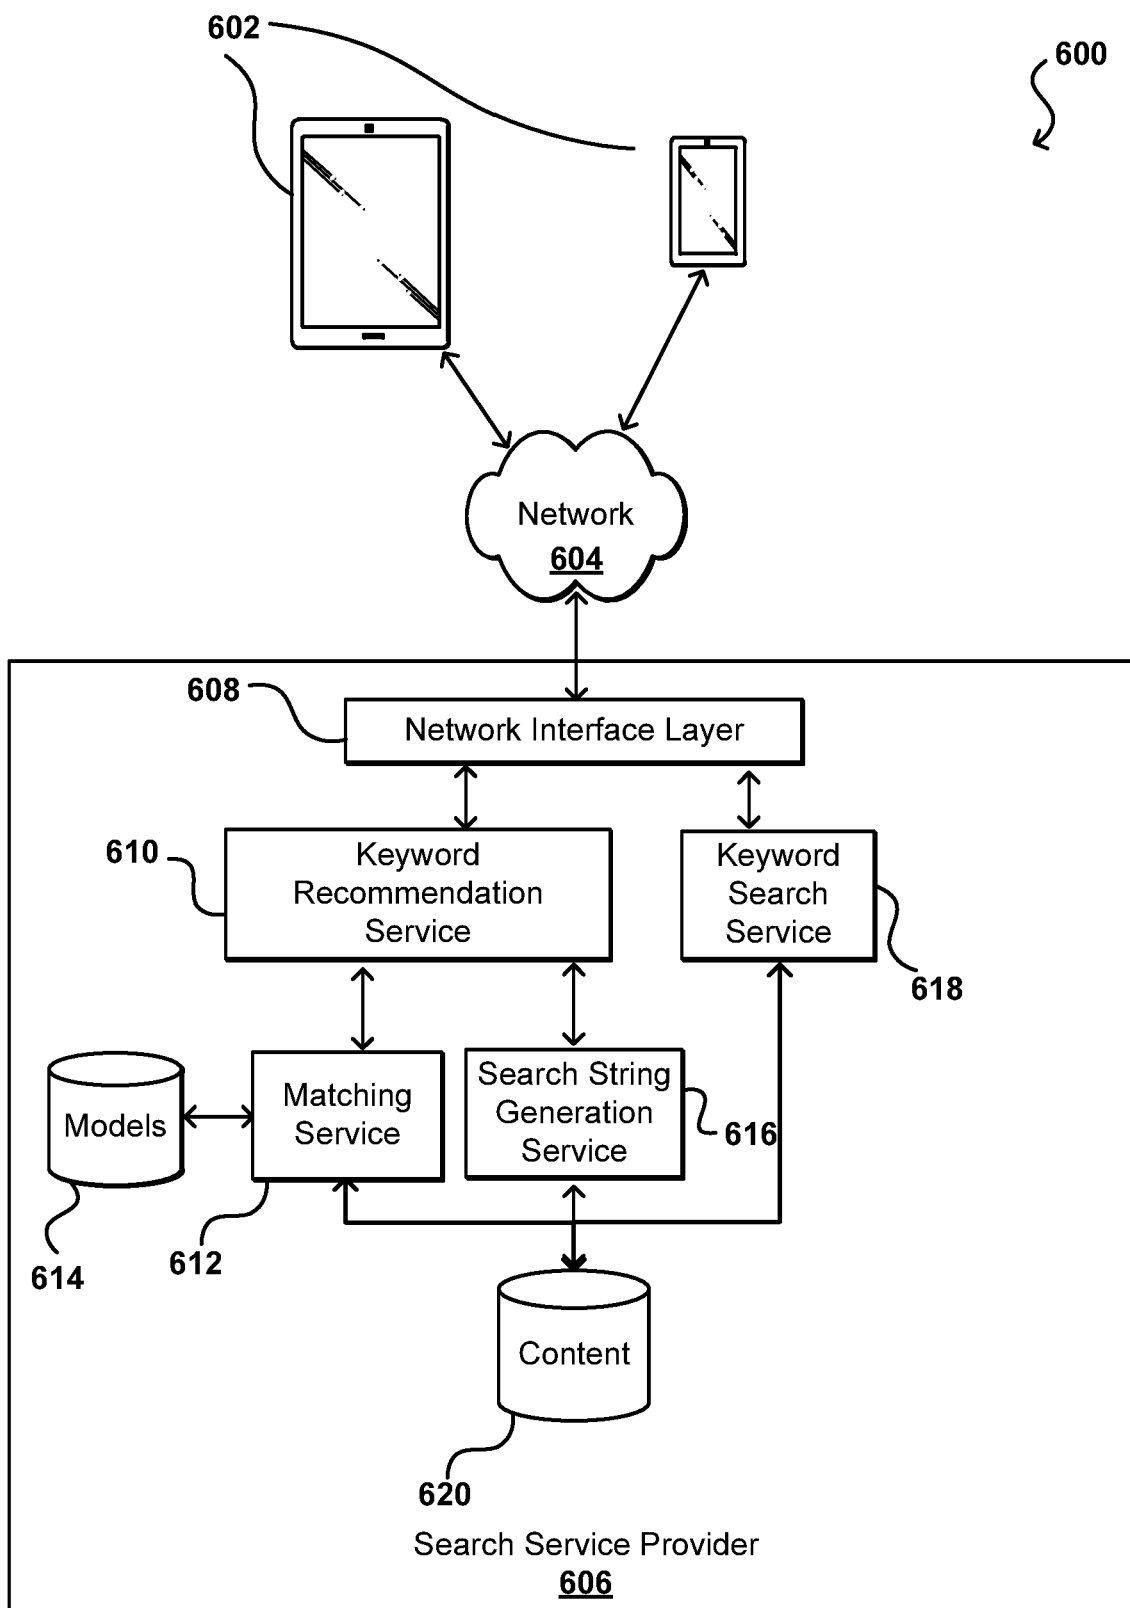 602
600
Network
604
608
Network Interface Layer
610
Keyword
Recommendation
Service
Keyword
Search
Service
618
Models
Matching
Service
Search String
Generation
Service
616
614
612
Content
620
Search Service Provider
606